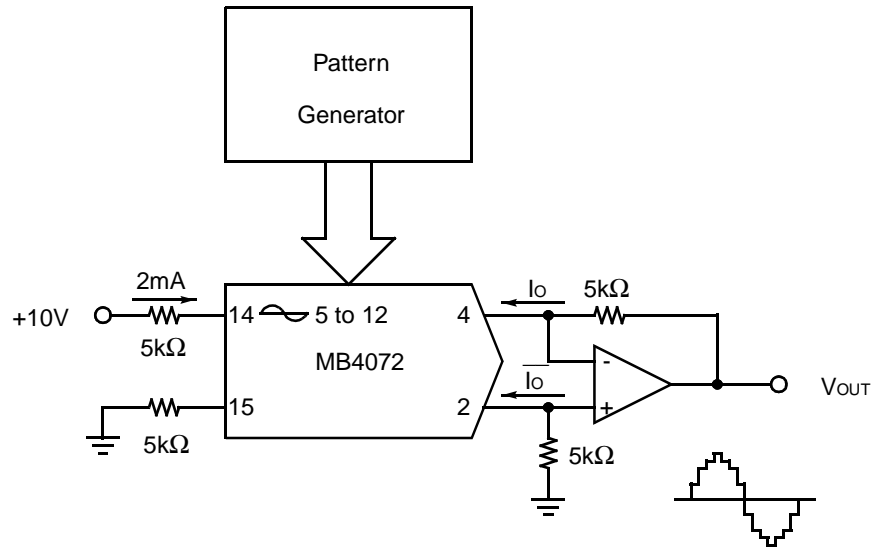 Pattern
Generator
2mA
+10V
5kΩ
14
5 to 12
4
MB4072
15
2
5kΩ
Io
5kΩ
Io
-
+
5kΩ
VOUT